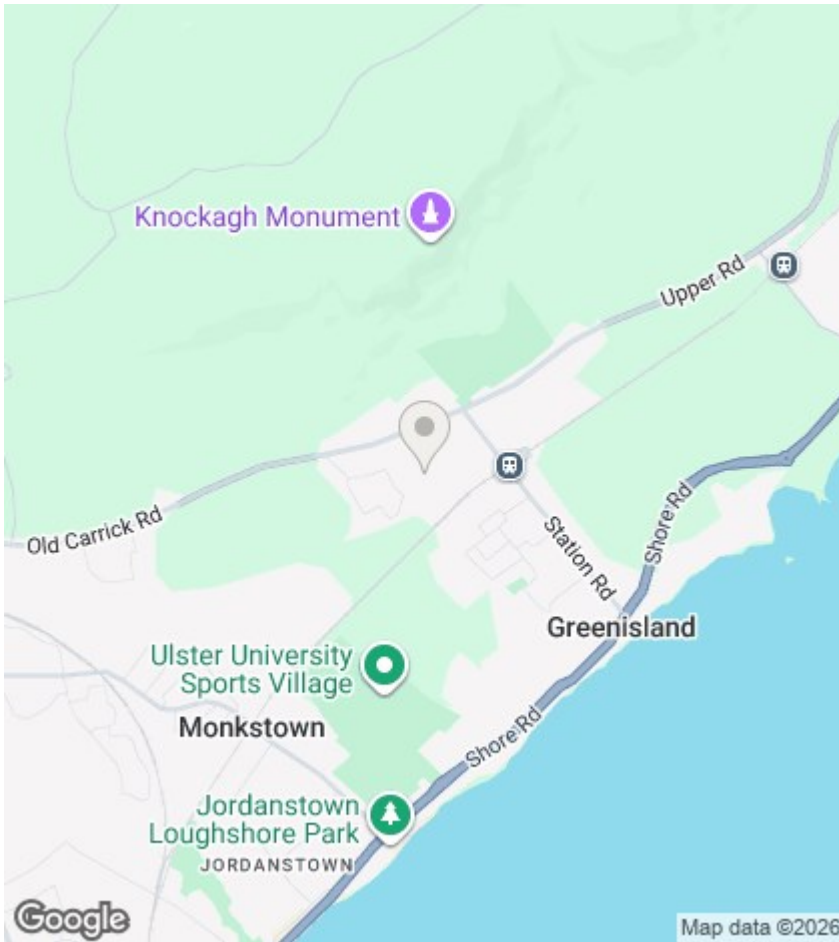 Knockagh Monument
Upper Rd
Old Carrick Rd
Shore Rd
Station Rd
Greenisland
Ulster University
Sports Village
Monkstown
Shore Rd
Jordanstown
Loughshore Park
JORDANSTOWN
Google
Map data ©2026